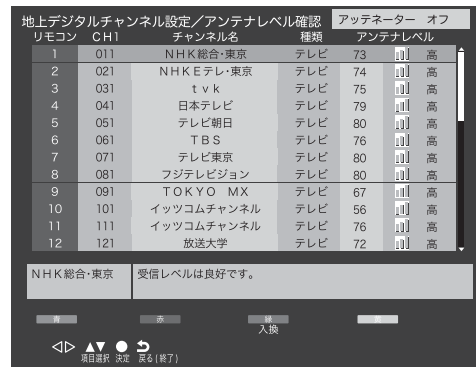 地上デジタルチャンネル設定／アンテナレベル確認 アッテネーター オフ
リモコン CH1 チャンネル名 種類 アンテナレベル
1 011 NHK総合・東京 テレビ 73 高
2 021 NHKEテレ・東京 テレビ 74 高
3 031 tvk テレビ 75 高
4 041 日本テレビ テレビ 79 高
5 051 テレビ朝日 テレビ 80 高
6 061 TBS テレビ 76 高
7 071 テレビ東京 テレビ 80 高
8 081 フジテレビジョン テレビ 80 高
9 091 TOKYO MX テレビ 67 高
10 101 イッツコムチャンネル テレビ 56 高
11 111 イッツコムチャンネル テレビ 76 高
12 121 放送大学 テレビ 72 高
NHK総合・東京 受信レベルは良好です。
青 赤 緑 黄
入換
項目選択 決定 戻る(終了)